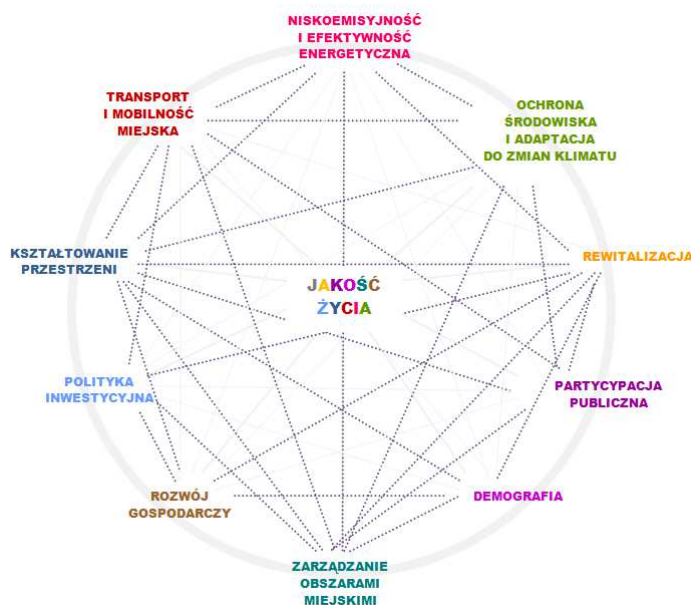 NISKOEMISYJNOŚĆ
I EFEKTYWNOŚĆ
ENERGETYCZNA
TRANSPORT
I MOBILNOŚĆ
MIEJSKA
OCHRONA
ŚRODOWISKA
I ADAPTACJA
DO ZMIAN KLIMATU
KSZTAŁTOWANIE
PRZESTRZENI
REWITALIZACJA
JAKOŚĆ
ŻYCIA
POLITYKA
INWESTYCYJNA
PARTYCYPACJA
PUBLICZNA
ROZWÓJ
GOSPODARCZY
DEMOGRAFIA
ZARZĄDZANIE
OBSZARAMI
MIEJSKIMI